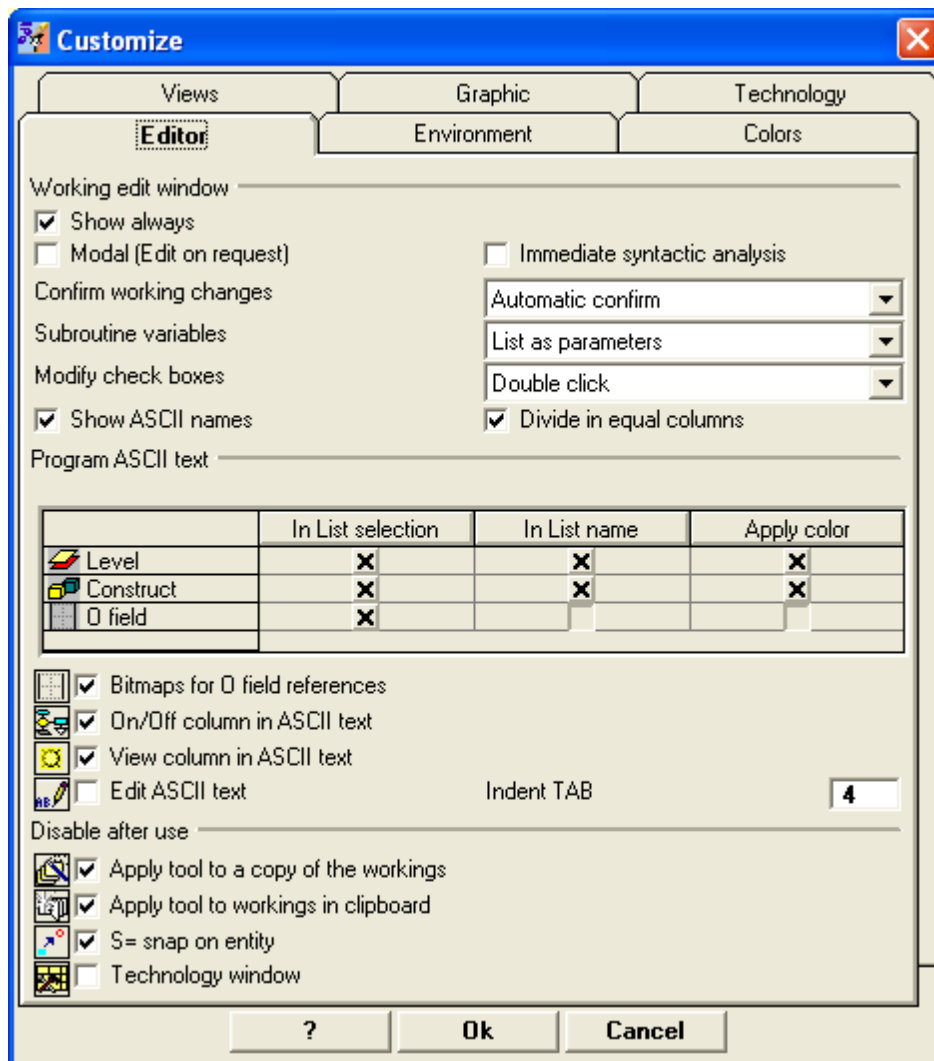 Customize
Views Graphic Technology
Editor Environment Colors
Working edit window
Show always
Modal (Edit on request) Immediate syntactic analysis
Confirm working changes Automatic confirm
Subroutine variables List as parameters
Modify check boxes Double click
Show ASCII names Divide in equal columns
Program ASCII text
In List selection In List name Apply color
Level
Construct
O field
Bitmaps for O field references
On/Off column in ASCII text
View column in ASCII text
Edit ASCII text Indent TAB 4
Disable after use
Apply tool to a copy of the workings
Apply tool to workings in clipboard
S= snap on entity
Technology window
? Ok Cancel